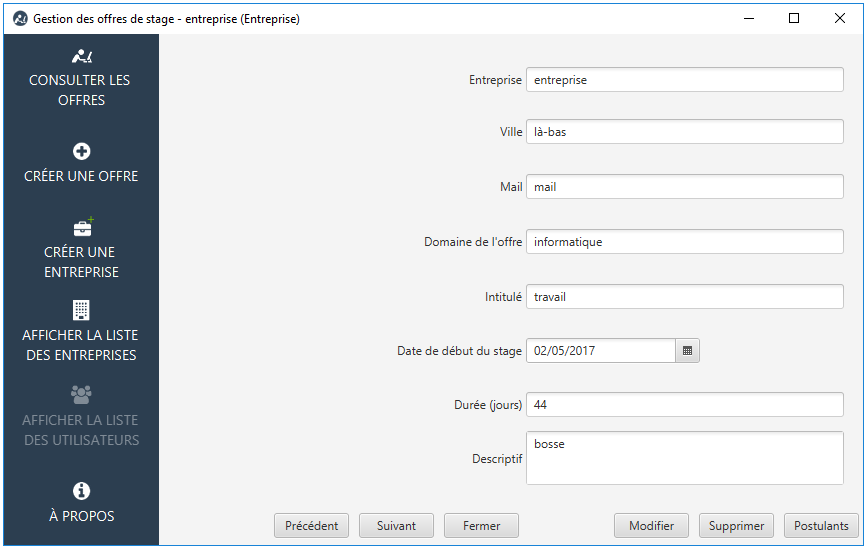 Gestion des offres de stage - entreprise (Entreprise)
CONSULTER LES
OFFRES
CRÉER UNE OFFRE
CRÉER UNE
ENTREPRISE
AFFICHER LA LISTE
DES ENTREPRISES
AFFICHER LA LISTE
DES UTILISATEURS
À PROPOS
Entreprise entreprise
Ville là-bas
Mail mail
Domaine de l'offre informatique
Intitulé travail
Date de début du stage 02/05/2017
Durée (jours) 44
Descriptif bosse
Précédent Suivant Fermer Modifier Supprimer Postulants